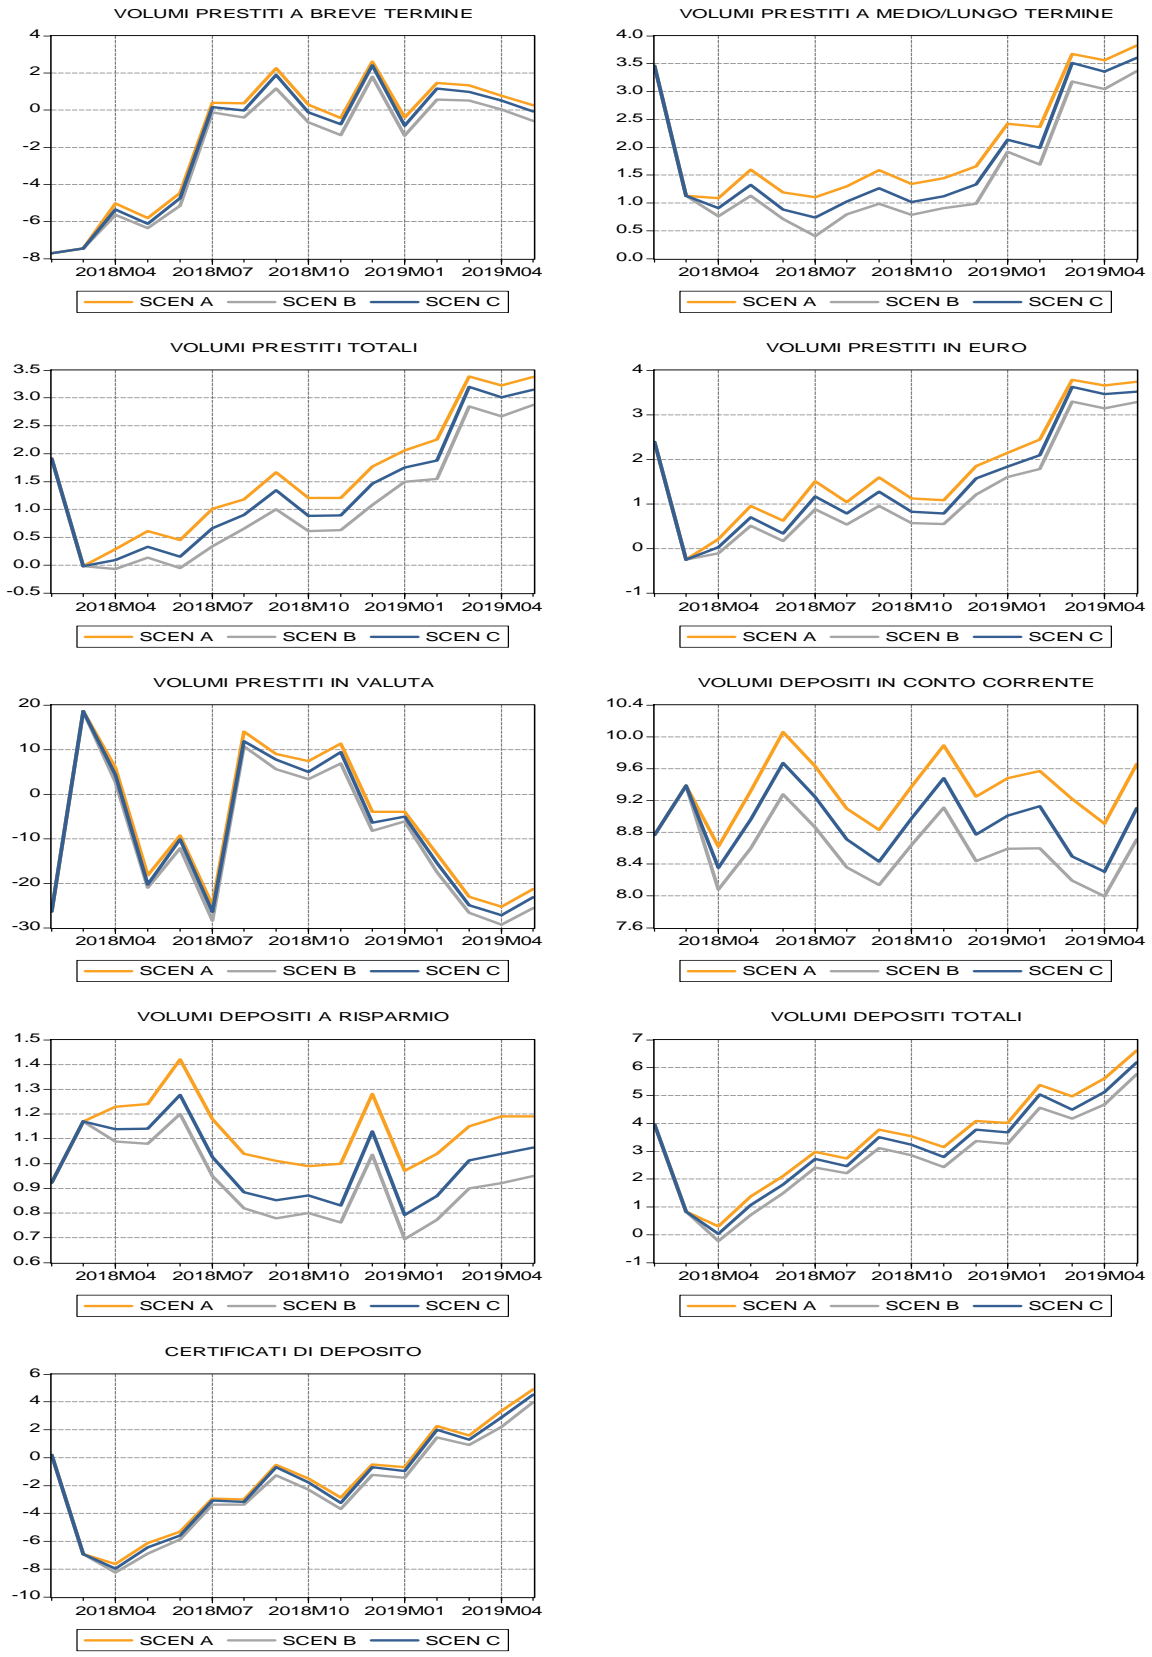 VOLUMI PRESTITI A BREVE TERMINE
4
2
0
-2
-4
-6
-8
2018M04 2018M07 2018M10 2019M01 2019M04
SCEN A SCEN B SCEN C
VOLUMI PRESTITI A MEDIO/LUNGO TERMINE
4.0
3.5
3.0
2.5
2.0
1.5
1.0
0.5
0.0
2018M04 2018M07 2018M10 2019M01 2019M04
SCEN A SCEN B SCEN C
VOLUMI PRESTITI TOTALI
3.5
3.0
2.5
2.0
1.5
1.0
0.5
0.0
-0.5
2018M04 2018M07 2018M10 2019M01 2019M04
SCEN A SCEN B SCEN C
VOLUMI PRESTITI IN EURO
4
3
2
1
0
-1
2018M04 2018M07 2018M10 2019M01 2019M04
SCEN A SCEN B SCEN C
VOLUMI PRESTITI IN VALUTA
20
10
0
-10
-20
-30
2018M04 2018M07 2018M10 2019M01 2019M04
SCEN A SCEN B SCEN C
VOLUMI DEPOSITI IN CONTO CORRENTE
10.4
10.0
9.6
9.2
8.8
8.4
8.0
7.6
2018M04 2018M07 2018M10 2019M01 2019M04
SCEN A SCEN B SCEN C
VOLUMI DEPOSITI A RISPARMIO
1.5
1.4
1.3
1.2
1.1
1.0
0.9
0.8
0.7
0.6
2018M04 2018M07 2018M10 2019M01 2019M04
SCEN A SCEN B SCEN C
VOLUMI DEPOSITI TOTALI
7
6
5
4
3
2
1
0
-1
2018M04 2018M07 2018M10 2019M01 2019M04
SCEN A SCEN B SCEN C
CERTIFICATI DI DEPOSITO
6
4
2
0
-2
-4
-6
-8
-10
2018M04 2018M07 2018M10 2019M01 2019M04
SCEN A SCEN B SCEN C